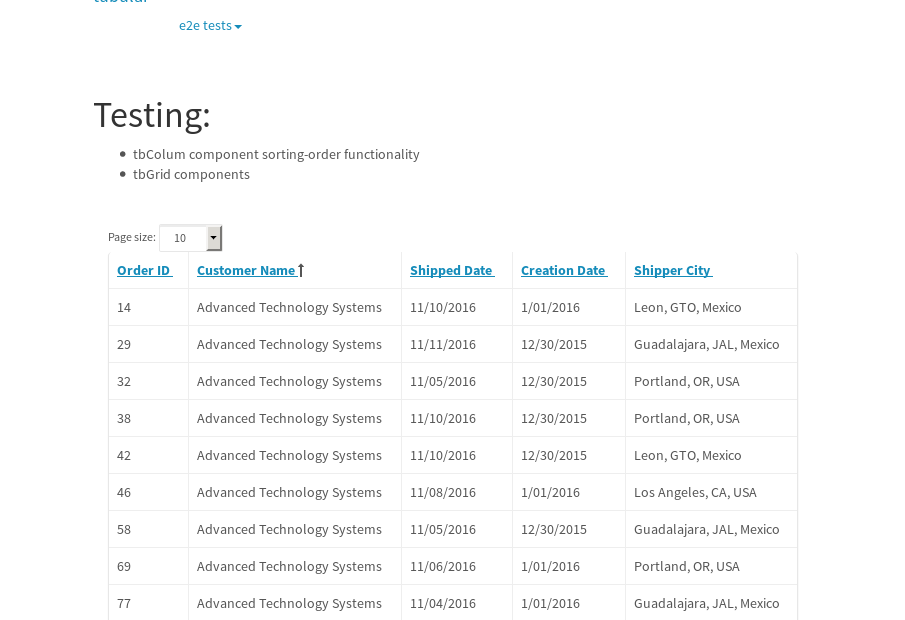 tabular
e2e tests
Testing:
tbColum component sorting-order functionality
tbGrid components
Page size: 10
Order ID Customer Name Shipped Date Creation Date Shipper City
14 Advanced Technology Systems 11/10/2016 1/01/2016 Leon, GTO, Mexico
29 Advanced Technology Systems 11/11/2016 12/30/2015 Guadalajara, JAL, Mexico
32 Advanced Technology Systems 11/05/2016 12/30/2015 Portland, OR, USA
38 Advanced Technology Systems 11/10/2016 12/30/2015 Portland, OR, USA
42 Advanced Technology Systems 11/10/2016 12/30/2015 Leon, GTO, Mexico
46 Advanced Technology Systems 11/08/2016 1/01/2016 Los Angeles, CA, USA
58 Advanced Technology Systems 11/05/2016 12/30/2015 Guadalajara, JAL, Mexico
69 Advanced Technology Systems 11/06/2016 1/01/2016 Portland, OR, USA
77 Advanced Technology Systems 11/04/2016 1/01/2016 Guadalajara, JAL, Mexico